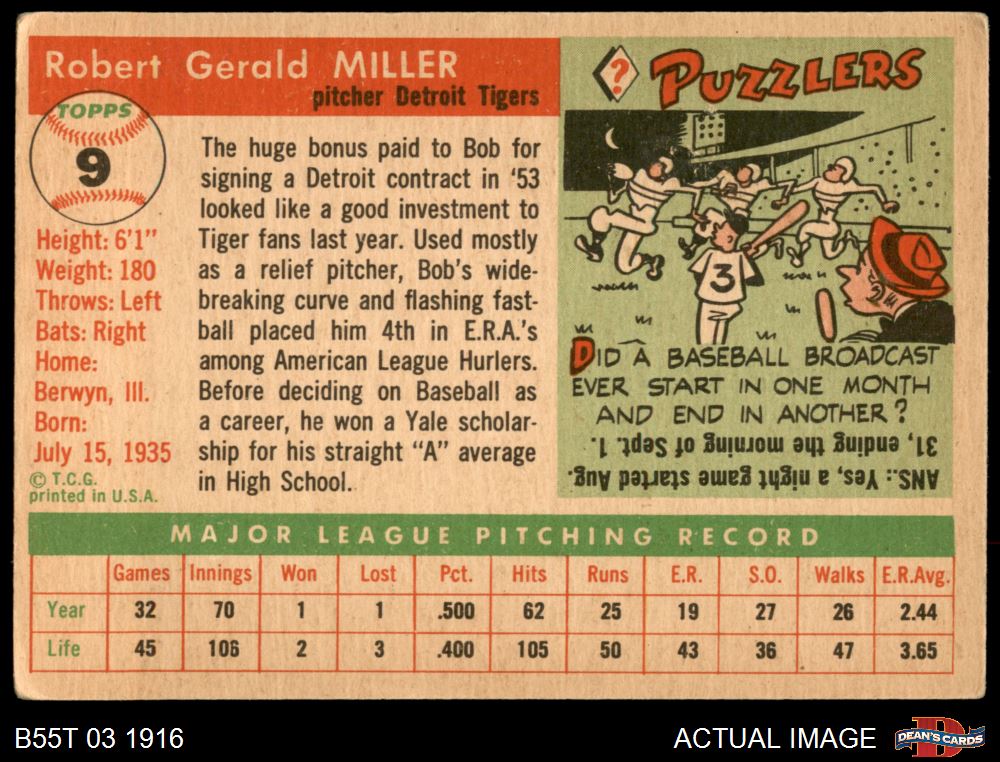 Robert Gerald MILLER
pitcher Detroit Tigers
TOPPS
9
Height: 6'1"
Weight: 180
Throws: Left
Bats: Right
Home:
Berwyn, Ill.
Born:
July 15, 1935
© T.C.G.
printed in U.S.A.
The huge bonus paid to Bob for
signing a Detroit contract in '53
looked like a good investment to
Tiger fans last year. Used mostly
as a relief pitcher, Bob's wide-
breaking curve and flashing fast-
ball placed him 4th in E.R.A.'s
among American League Hurlers.
Before deciding on Baseball as
a career, he won a Yale scholar-
ship for his straight "A" average
in High School.
? PUZZLERS
3
DID A BASEBALL BROADCAST
EVER START IN ONE MONTH
AND END IN ANOTHER?
ANS.: Yes, a night game started Aug.
31, ending the morning of Sept. 1.
MAJOR LEAGUE PITCHING RECORD
Games Innings Won Lost Pct. Hits Runs E.R. S.O. Walks E.R.Avg.
Year 32 70 1 1 .500 62 25 19 27 26 2.44
Life 45 106 2 3 .400 105 50 43 36 47 3.65
B55T 03 1916
ACTUAL IMAGE
D
DEAN'S CARDS